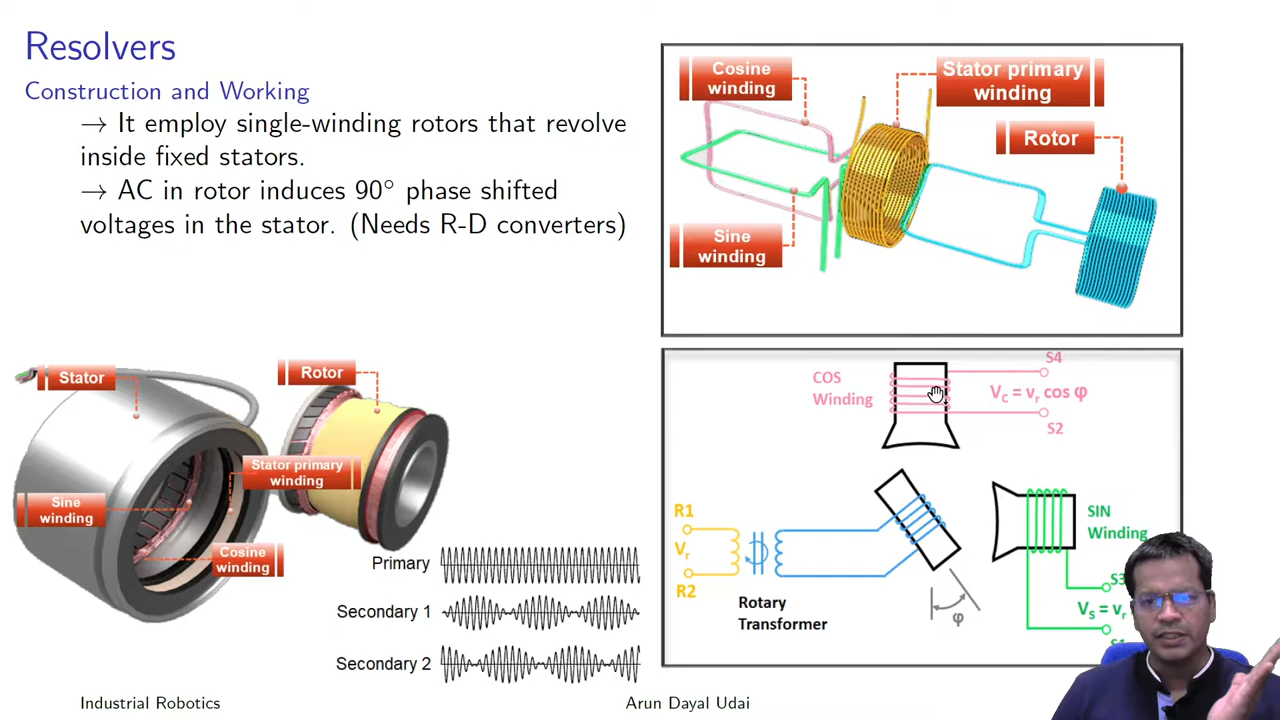 Resolvers
Construction and Working
→ It employ single-winding rotors that revolve
inside fixed stators.
→ AC in rotor induces 90° phase shifted
voltages in the stator. (Needs R-D converters)
Cosine
winding
Stator primary
winding
Rotor
Sine
winding
Stator
Rotor
Stator primary
winding
Sine
winding
Cosine
winding
Primary
Secondary 1
Secondary 2
COS
Winding
S4
V_C = v_r cos φ
S2
R1
V_r
R2
Rotary
Transformer
φ
SIN
Winding
S3
V_S = v_r
Industrial Robotics
Arun Dayal Udai